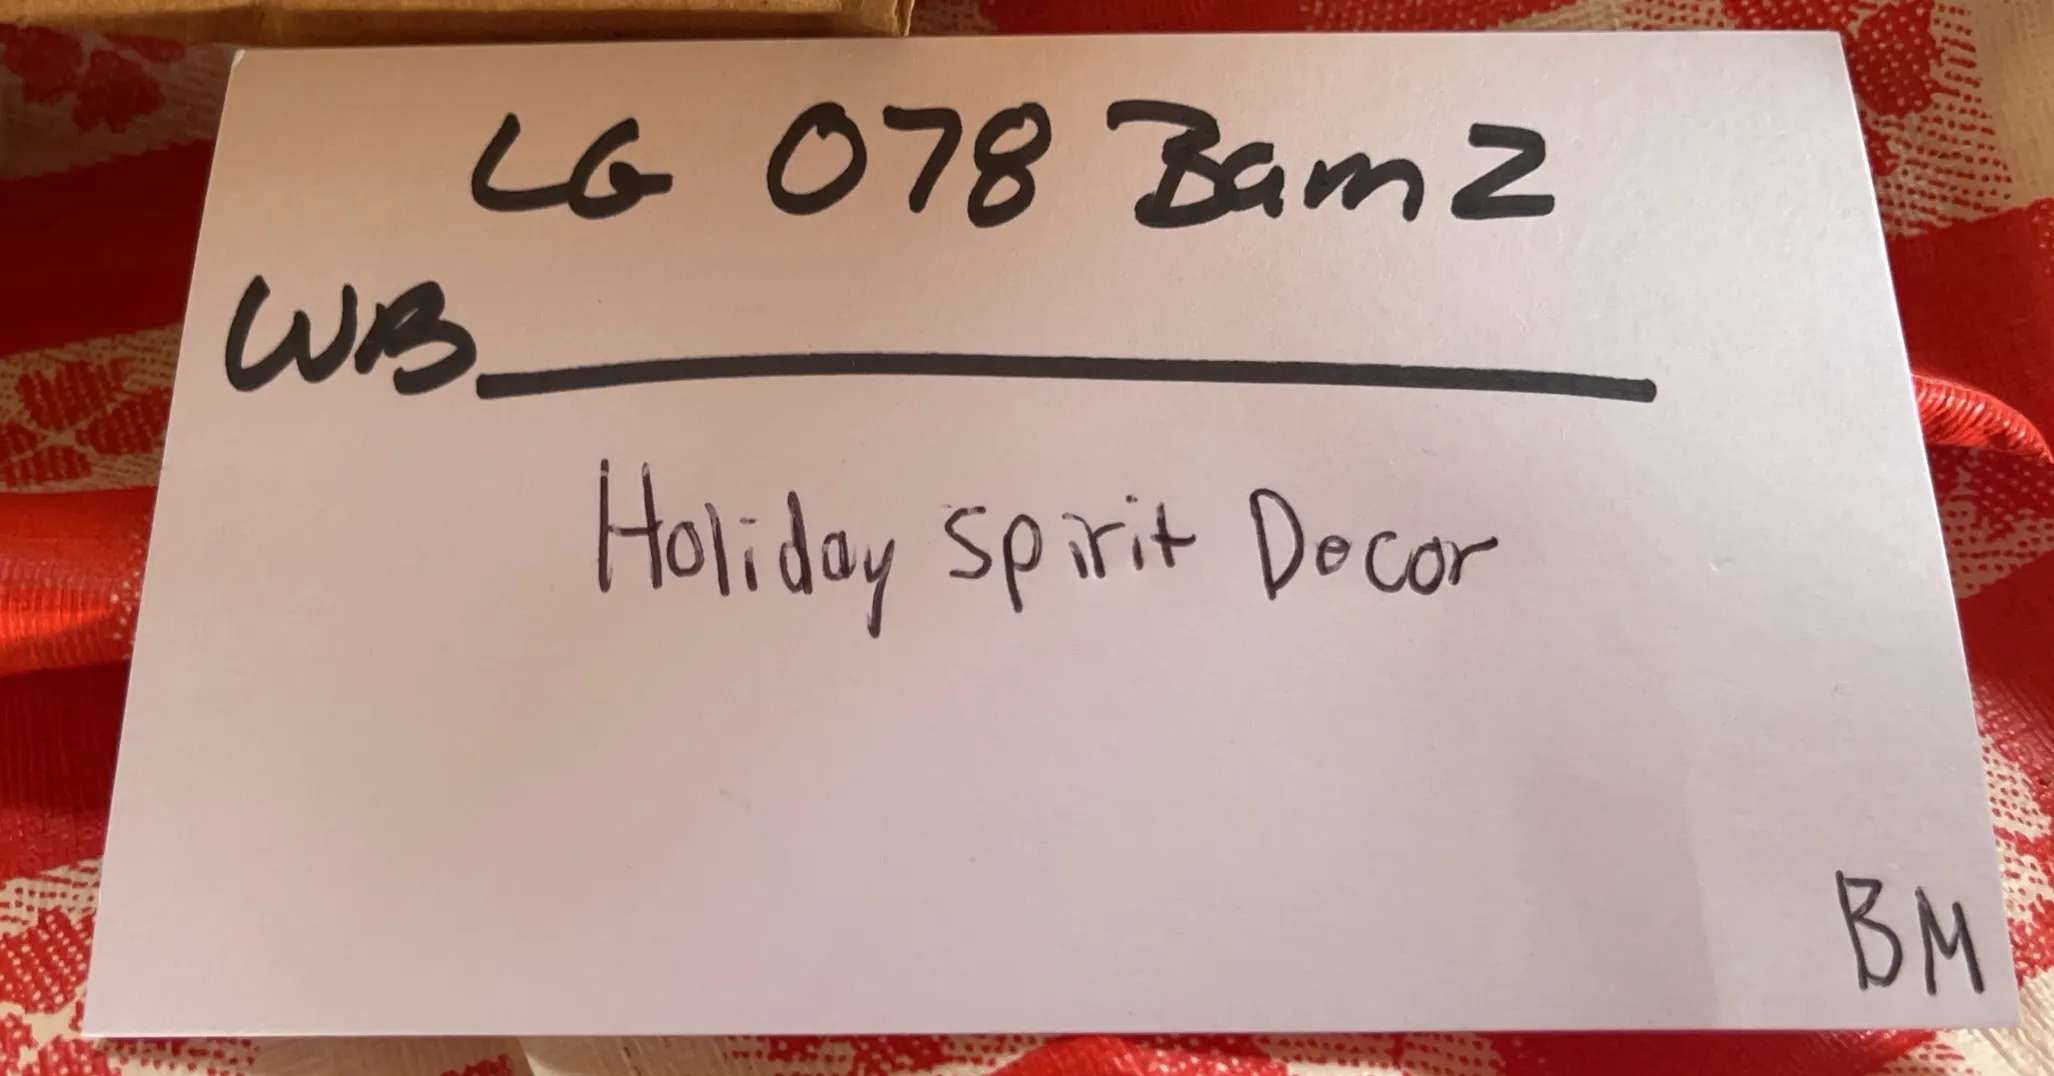 LG 078 Bam2
WB
Holiday Spirit Decor
BM